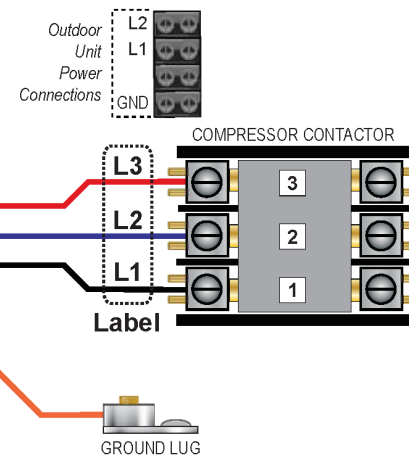 Outdoor
Unit
Power
Connections
L2
L1
GND
COMPRESSOR CONTACTOR
L3
3
L2
2
L1
1
Label
GROUND LUG